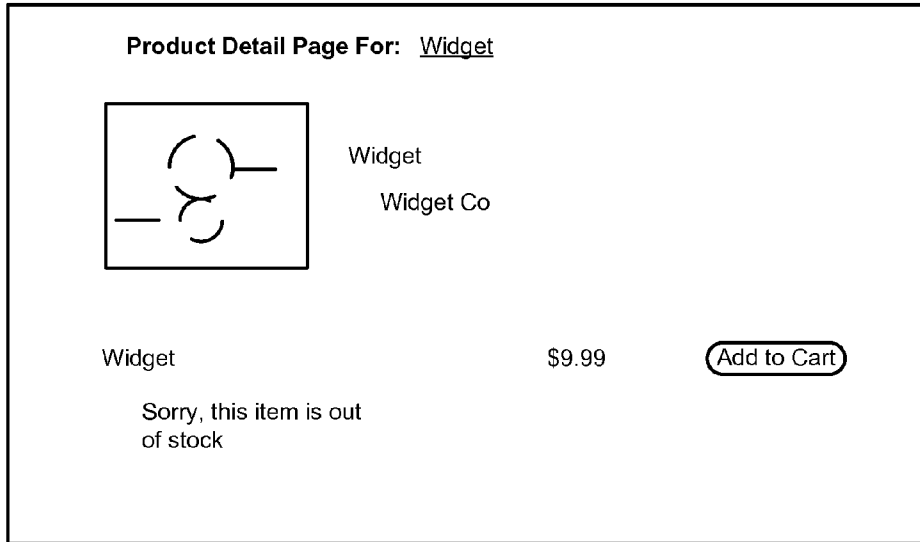 Product Detail Page For: Widget
Widget
Widget Co
Widget $9.99 Add to Cart
Sorry, this item is out
of stock